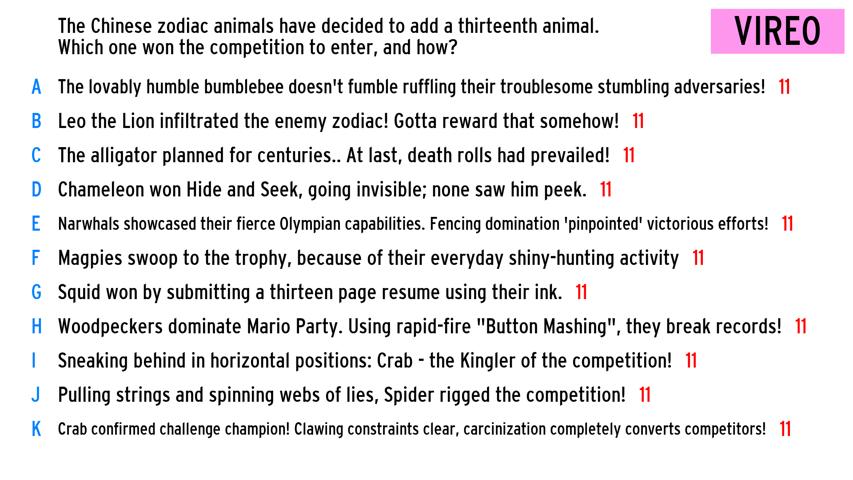 The Chinese zodiac animals have decided to add a thirteenth animal.
VIREO
Which one won the competition to enter, and how?
A The lovably humble bumblebee doesn't fumble ruffling their troublesome stumbling adversaries! 11
B Leo the Lion infiltrated the enemy zodiac! Gotta reward that somehow! 11
C The alligator planned for centuries.. At last, death rolls had prevailed! 11
D Chameleon won Hide and Seek, going invisible; none saw him peek. 11
E Narwhals showcased their fierce Olympian capabilities. Fencing domination 'pinpointed' victorious efforts! 11
F Magpies swoop to the trophy, because of their everyday shiny-hunting activity 11
G Squid won by submitting a thirteen page resume using their ink. 11
H Woodpeckers dominate Mario Party. Using rapid-fire "Button Mashing", they break records! 11
I Sneaking behind in horizontal positions: Crab - the Kingler of the competition! 11
J Pulling strings and spinning webs of lies, Spider rigged the competition! 11
K Crab confirmed challenge champion! Clawing constraints clear, carcinization completely converts competitors! 11